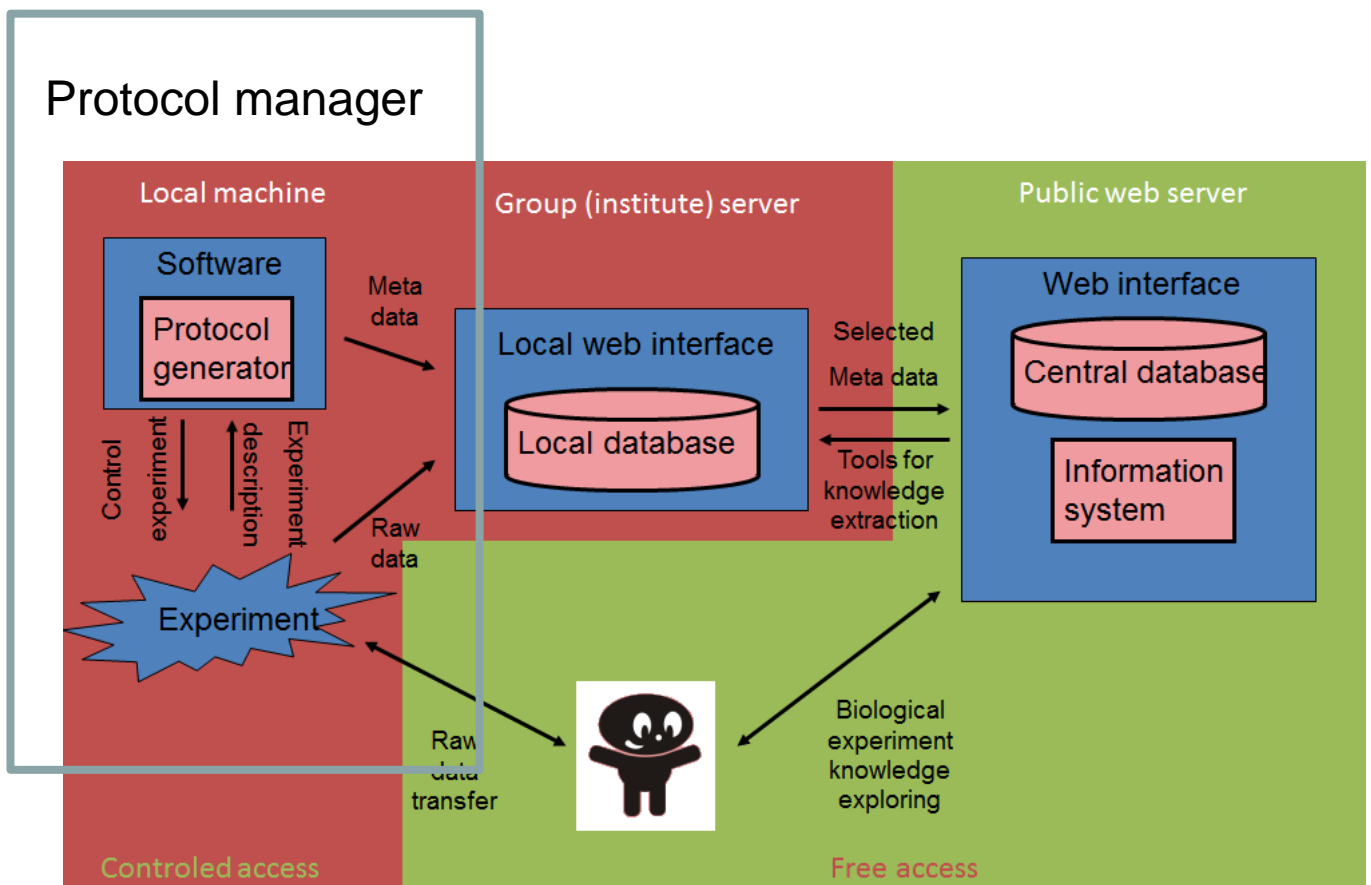 Protocol manager
Local machine
Group (institute) server
Public web server
Software
Protocol
generator
Meta
data
Local web interface
Local database
Selected
Meta data
Tools for
knowledge
extraction
Web interface
Central database
Information
system
Control
experiment
Experiment
description
Raw
data
Experiment
Raw
data
transfer
Biological
experiment
knowledge
exploring
Controled access
Free access